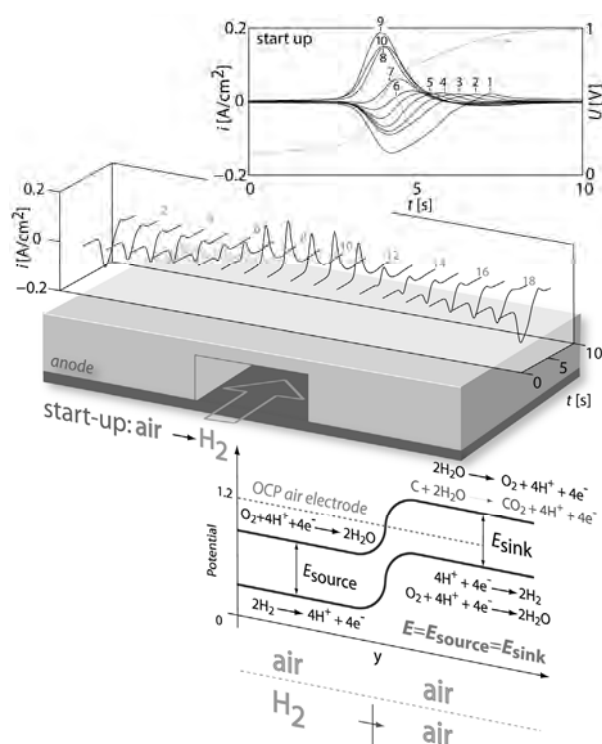 start up
i [A/cm²]
0.2
0
−0.2
9
10
8
7
6
5 4 3 2 1
1
0
U [V]
0 5 10
t [s]
i [A/cm²]
0.2
0
−0.2
2
10
12
14
16
18
t [s]
0 5 10
t [s]
anode
start-up: air → H₂
2H₂O → O₂ + 4H⁺ + 4e⁻
C + 2H₂O → CO₂ + 4H⁺ + 4e⁻
1.2
OCP air electrode
O₂+4H⁺+4e⁻ → 2H₂O
Esink
Potential
Esource
4H⁺ + 4e⁻ → 2H₂
O₂ + 4H⁺ + 4e⁻ → 2H₂O
2H₂ → 4H⁺ + 4e⁻
0
y
E=Esource=Esink
air air
H₂ → air